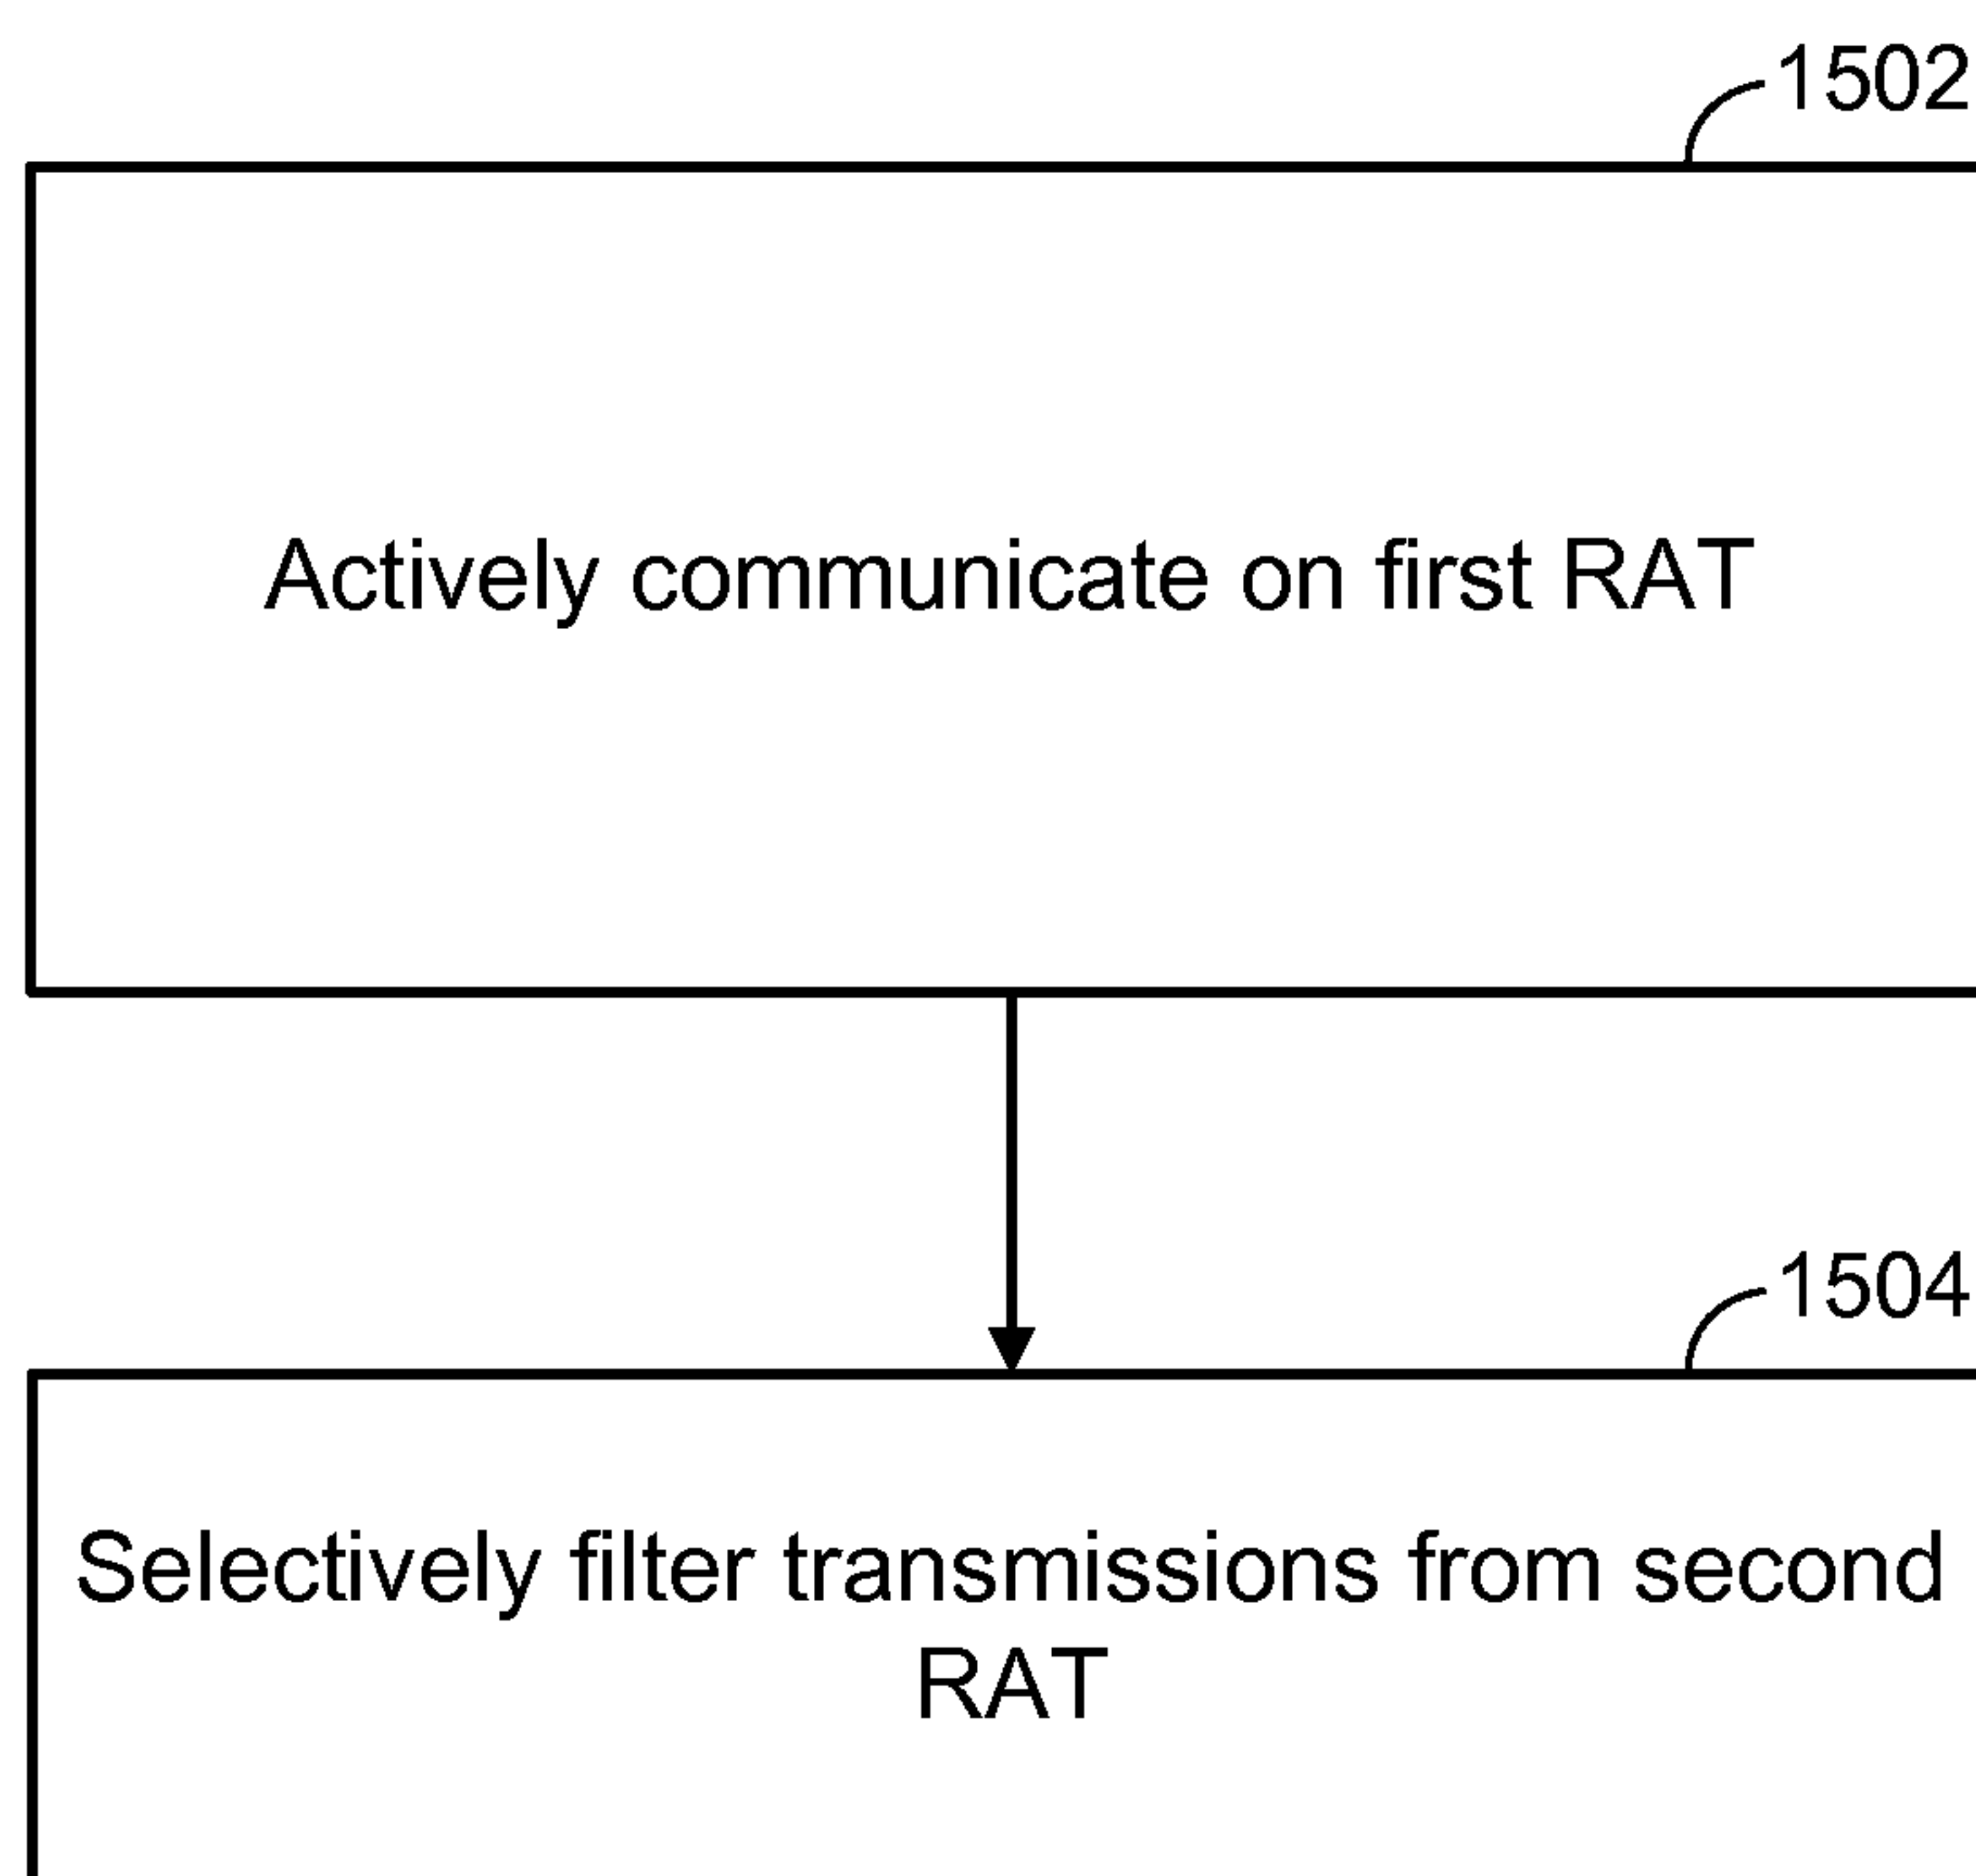 1502
Actively communicate on first RAT
1504
Selectively filter transmissions from second
RAT